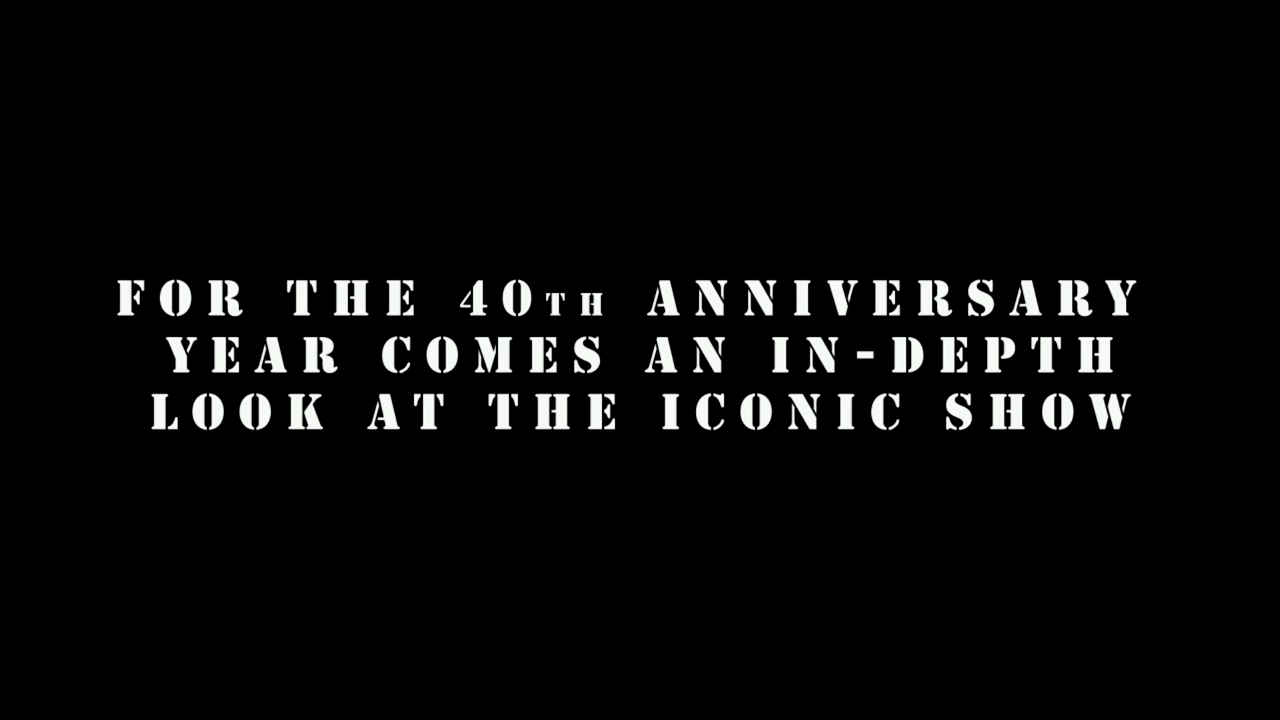 FOR THE 40TH ANNIVERSARY
YEAR COMES AN IN-DEPTH
LOOK AT THE ICONIC SHOW